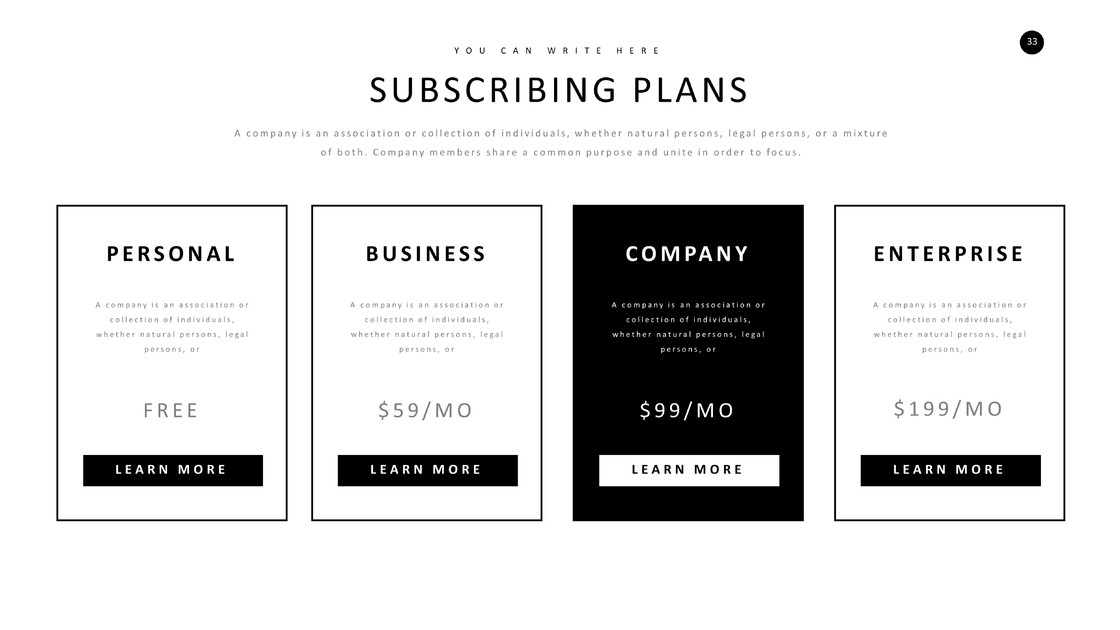 YOU CAN WRITE HERE
33
SUBSCRIBING PLANS
A company is an association or collection of individuals, whether natural persons, legal persons, or a mixture
of both. Company members share a common purpose and unite in order to focus.
PERSONAL
A company is an association or
collection of individuals,
whether natural persons, legal
persons, or
FREE
LEARN MORE
BUSINESS
A company is an association or
collection of individuals,
whether natural persons, legal
persons, or
$59/MO
LEARN MORE
COMPANY
A company is an association or
collection of individuals,
whether natural persons, legal
persons, or
$99/MO
LEARN MORE
ENTERPRISE
A company is an association or
collection of individuals,
whether natural persons, legal
persons, or
$199/MO
LEARN MORE